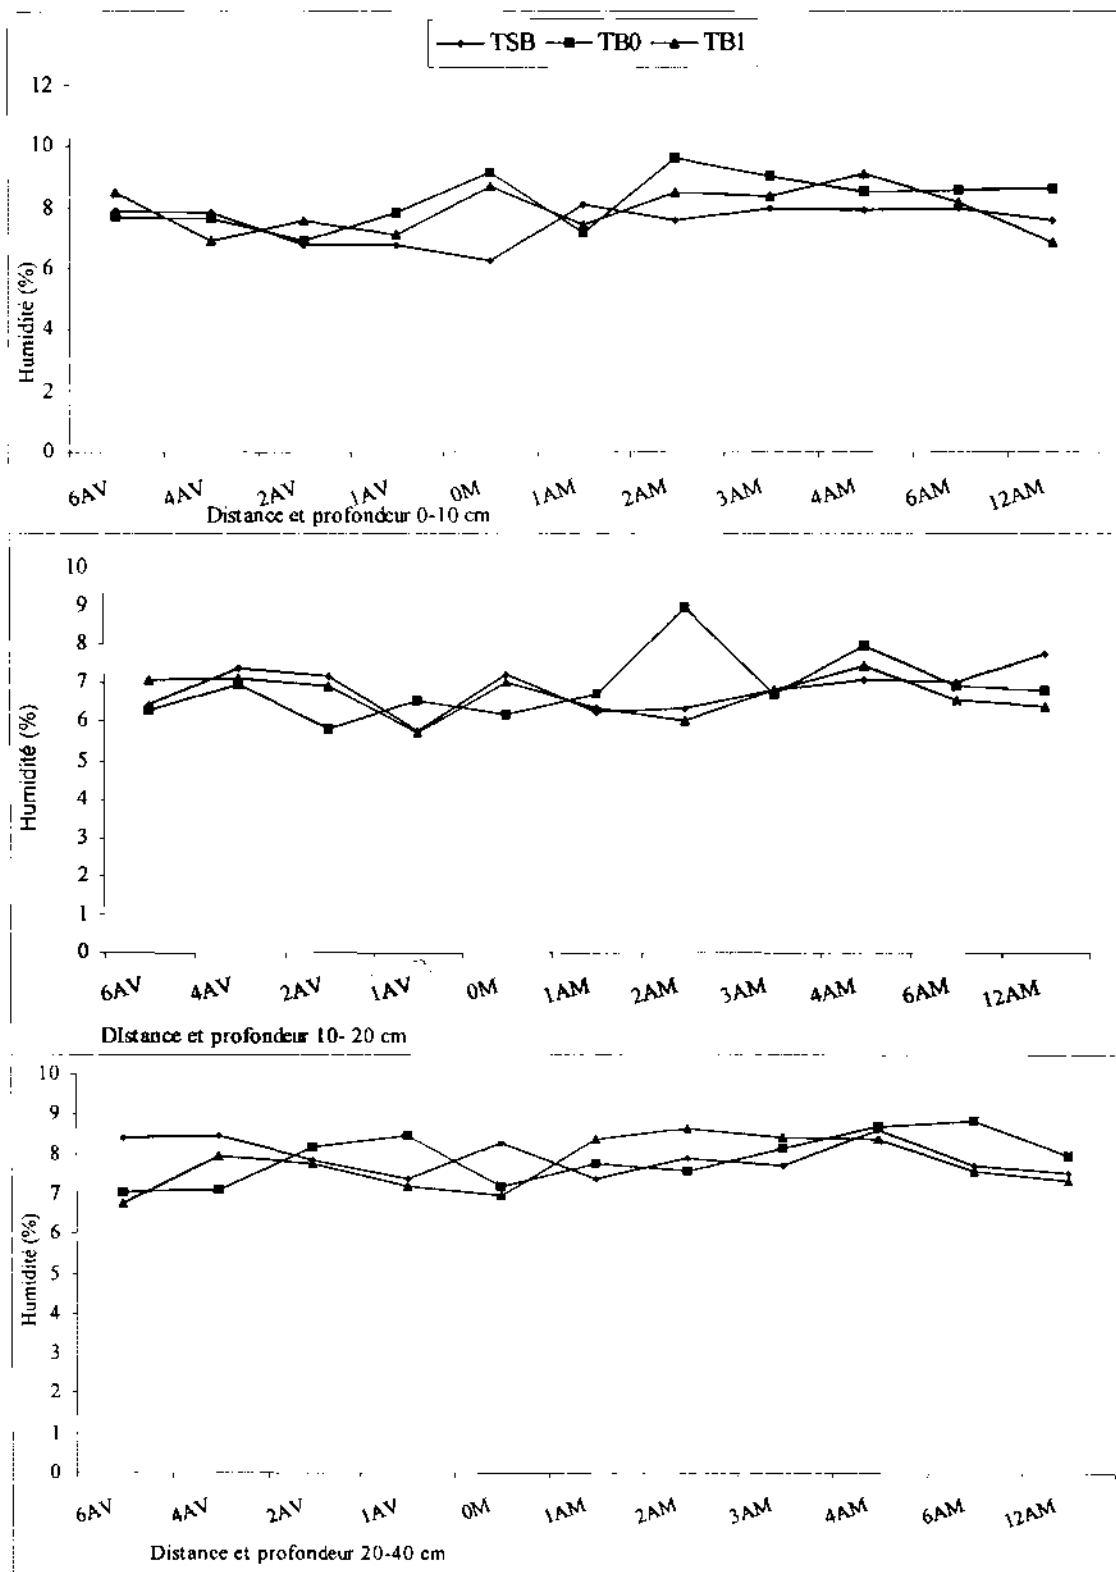 TSB TB0 TB1
12
10
8
6
4
2
0
Humidité (%)
6AV 4AV 2AV 1AV 0M 1AM 2AM 3AM 4AM 6AM 12AM
Distance et profondeur 0-10 cm
10
9
8
7
6
5
4
3
2
1
0
Humidité (%)
6AV 4AV 2AV 1AV 0M 1AM 2AM 3AM 4AM 6AM 12AM
DIstance et profondeur 10- 20 cm
10
9
8
7
6
5
4
3
2
1
0
Humidité (%)
6AV 4AV 2AV 1AV 0M 1AM 2AM 3AM 4AM 6AM 12AM
Distance et profondeur 20-40 cm